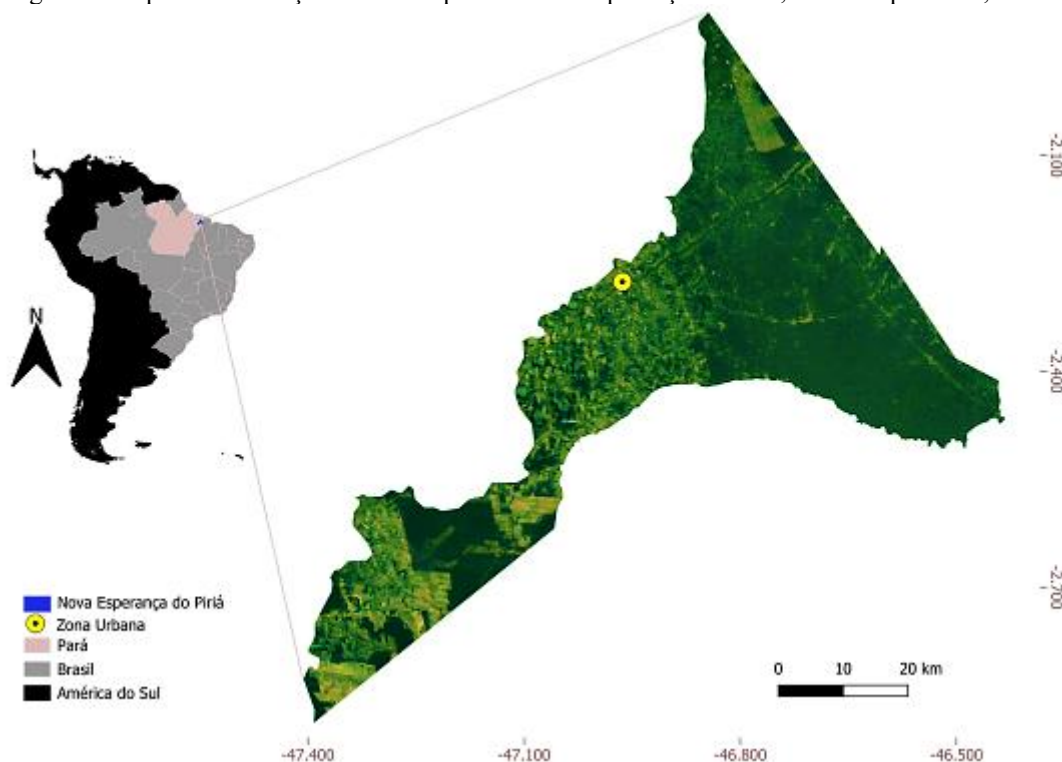 N
-2.100
-2.400
-2.700
Nova Esperança do Piriá
Zona Urbana
Pará
Brasil
América do Sul
0 10 20 km
-47.400 -47.100 -46.800 -46.500